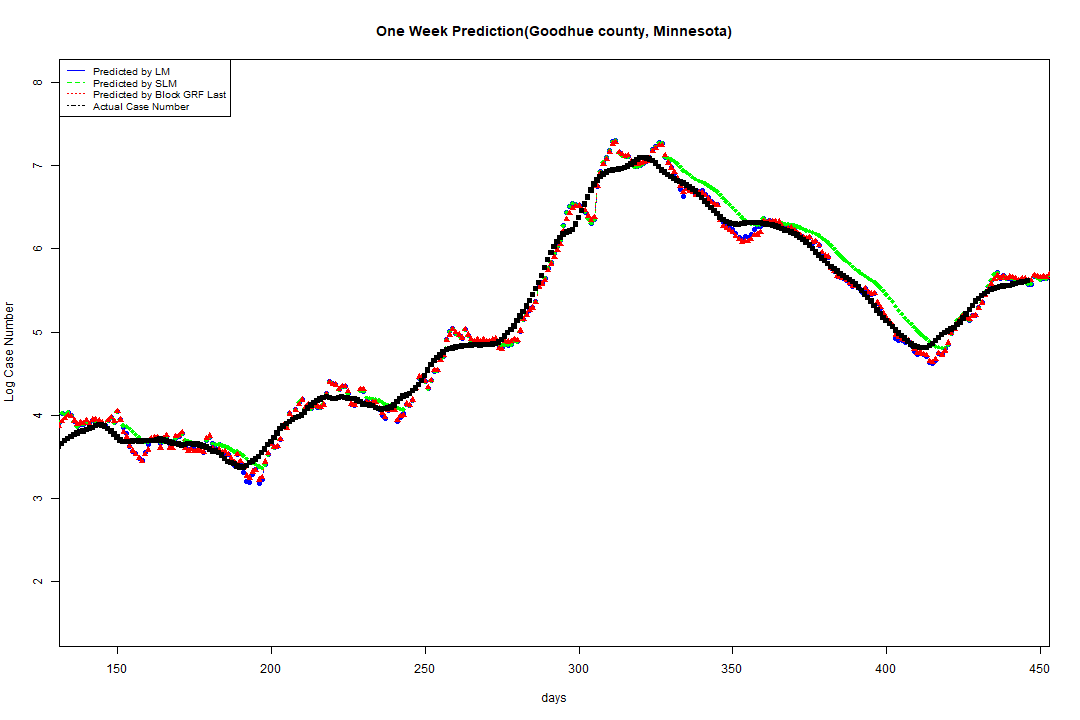 One Week Prediction(Goodhue county, Minnesota)
Predicted by LM
Predicted by SLM
Predicted by Block GRF Last
Actual Case Number
8
7
6
5
4
3
2
Log Case Number
150 200 250 300 350 400 450
days